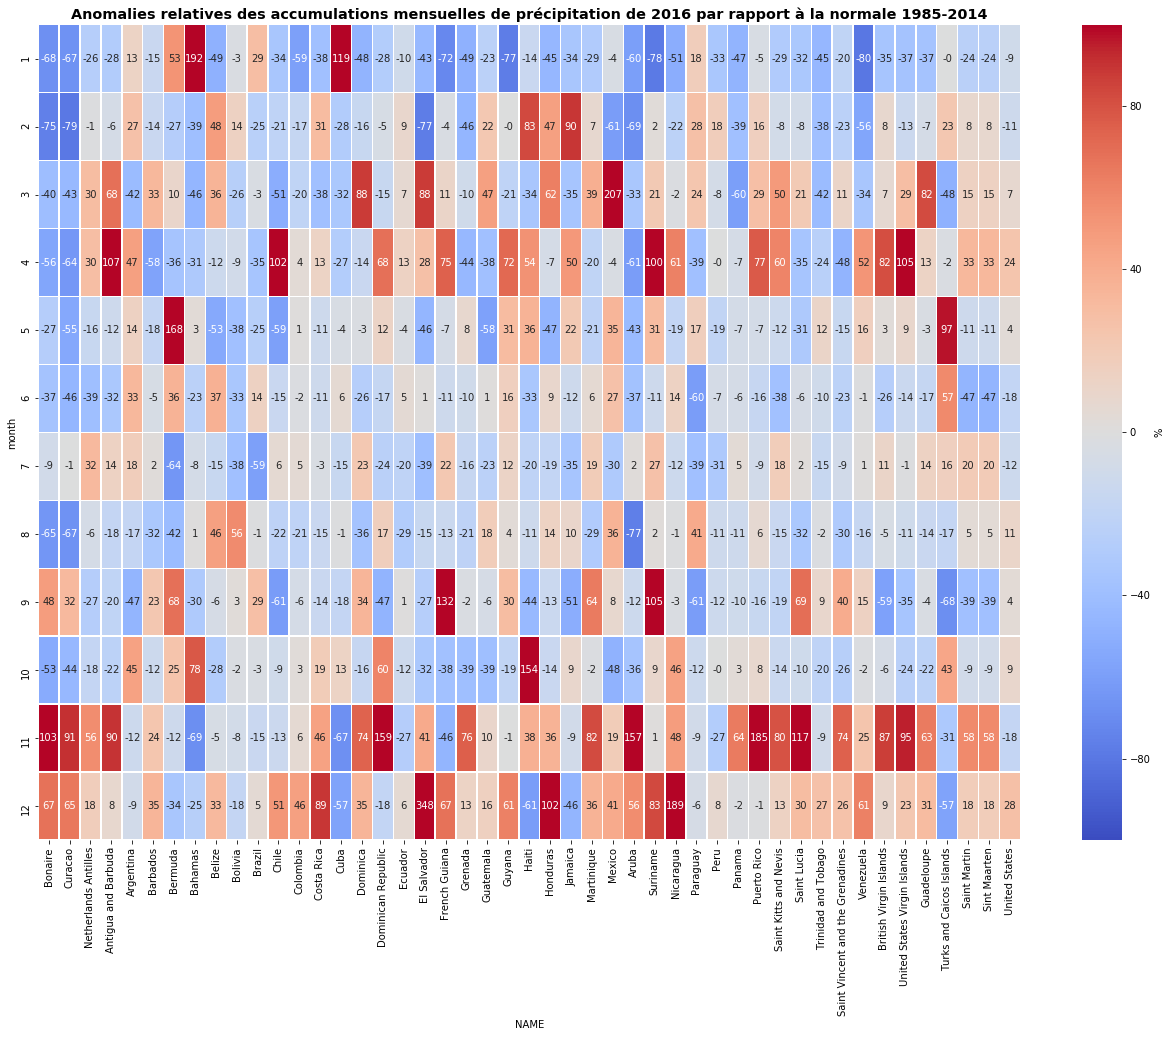 Anomalies relatives des accumulations mensuelles de précipitation de 2016 par rapport à la normale 1985-2014
1 -68 -67 -26 -28 13 -15 53 192 -49 -3 29 -34 -59 -38 119 -48 -28 -10 -43 -72 -49 -23 -77 -14 -45 -34 -29 -4 -60 -78 -51 18 -33 -47 -5 -29 -32 -45 -20 -80 -35 -37 -37 -0 -24 -24 -9
2 -75 -79 -1 -6 27 -14 -27 -39 48 14 -25 -21 -17 31 -28 -16 -5 9 -77 -4 -46 22 -0 83 47 90 7 -61 -69 2 -22 28 18 -39 16 -8 -8 -38 -23 -56 8 -13 -7 23 8 8 -11
3 -40 -43 30 68 -42 33 10 -46 36 -26 -3 -51 -20 -38 -32 88 -15 7 88 11 -10 47 -21 -34 62 -35 39 207 -33 21 -2 24 -8 -60 29 50 21 -42 11 -34 7 29 82 -48 15 15 7
4 -56 -64 30 107 47 -58 -36 -31 -12 -9 -35 102 4 13 -27 -14 68 13 28 75 -44 -38 72 54 -7 50 -20 -4 -61 100 61 -39 -0 -7 77 60 -35 -24 -48 52 82 105 13 -2 33 33 24
5 -27 -55 -16 -12 14 -18 168 3 -53 -38 -25 -59 1 -11 -4 -3 12 -4 -46 -7 8 -58 31 36 -47 22 -21 35 -43 31 -19 17 -19 -7 -7 -12 -31 12 -15 16 3 9 -3 97 -11 -11 4
6 -37 -46 -39 -32 33 -5 36 -23 37 -33 14 -15 -2 -11 6 -26 -17 5 1 -11 -10 1 16 -33 9 -12 6 27 -37 -11 14 -60 -7 -6 -16 -38 -6 -10 -23 -1 -26 -14 -17 57 -47 -47 -18
7 -9 -1 32 14 18 2 -64 -8 -15 -38 -59 6 5 -3 -15 23 -24 -20 -39 22 -16 -23 12 -20 -19 -35 19 -30 2 27 -12 -39 -31 5 -9 18 2 -15 -9 1 11 -1 14 16 20 20 -12
8 -65 -67 -6 -18 -17 -32 -42 1 46 56 -1 -22 -21 -15 -1 -36 17 -29 -15 -13 -21 18 4 -11 14 10 -29 36 -77 2 -1 41 -11 -11 6 -15 -32 -2 -30 -16 -5 -11 -14 -17 5 5 11
9 48 32 -27 -20 -47 23 68 -30 -6 3 29 -61 -6 -14 -18 34 -47 1 -27 132 -2 -6 30 -44 -13 -51 64 8 -12 105 -3 -61 -12 -10 -16 -19 69 9 40 15 -59 -35 -4 -68 -39 -39 4
10 -53 -44 -18 -22 45 -12 25 78 -28 -2 -3 -9 3 19 13 -16 60 -12 -32 -38 -39 -39 -19 154 -14 9 -2 -48 -36 9 46 -12 -0 3 8 -14 -10 -20 -26 -2 -6 -24 -22 43 -9 -9 9
11 103 91 56 90 -12 24 -12 -69 -5 -8 -15 -13 6 46 -67 74 159 -27 41 -46 76 10 -1 38 36 -9 82 19 157 1 48 -9 -27 64 185 80 117 -9 74 25 87 95 63 -31 58 58 -18
12 67 65 18 8 -9 35 -34 -25 33 -18 5 51 46 89 -57 35 -18 6 348 67 13 16 61 -61 102 -46 36 41 56 83 189 -6 8 -2 -1 13 30 27 26 61 9 23 31 -57 18 18 28
month
Bonaire
Curacao
Netherlands Antilles
Antigua and Barbuda
Argentina
Barbados
Bermuda
Bahamas
Belize
Bolivia
Brazil
Chile
Colombia
Costa Rica
Cuba
Dominica
Dominican Republic
Ecuador
El Salvador
French Guiana
Grenada
Guatemala
Guyana
Haiti
Honduras
Jamaica
Martinique
Mexico
Aruba
Suriname
Nicaragua
Paraguay
Peru
Panama
Puerto Rico
Saint Kitts and Nevis
Saint Lucia
Trinidad and Tobago
Saint Vincent and the Grenadines
Venezuela
British Virgin Islands
United States Virgin Islands
Guadeloupe
Turks and Caicos Islands
Saint Martin
Sint Maarten
United States
NAME
80
40
0
−40
−80
%